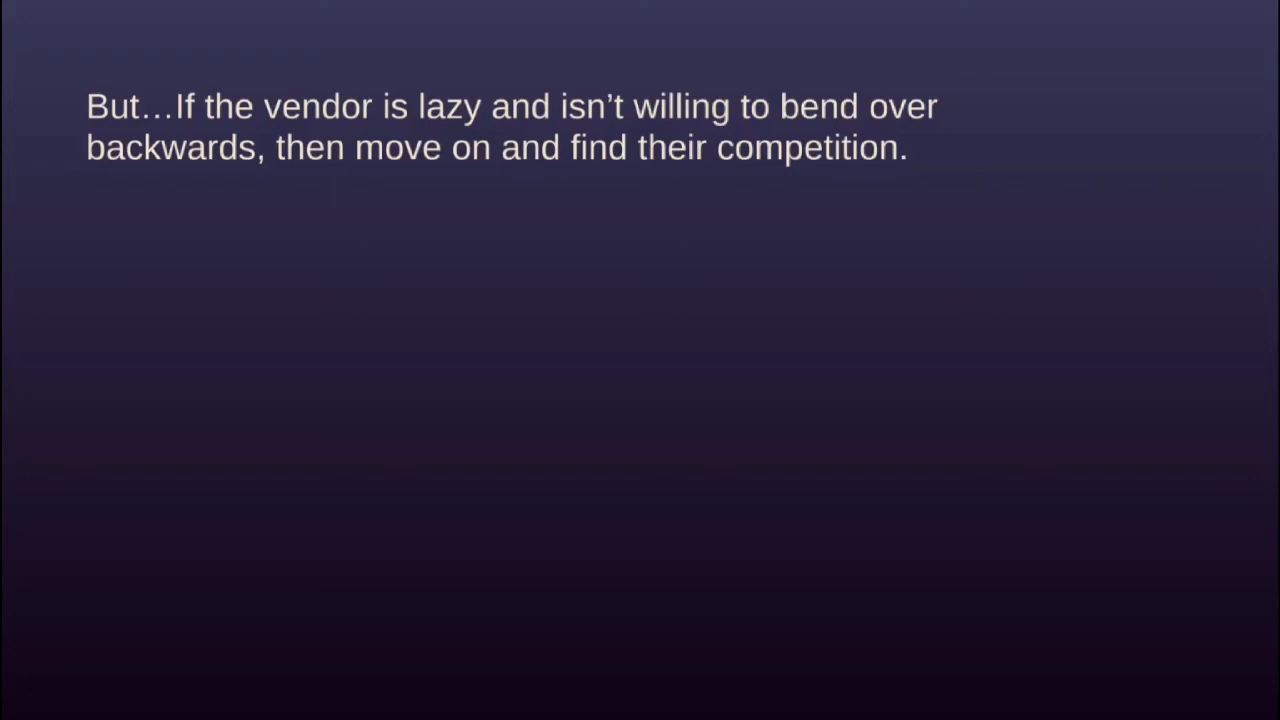 But…If the vendor is lazy and isn’t willing to bend over
backwards, then move on and find their competition.